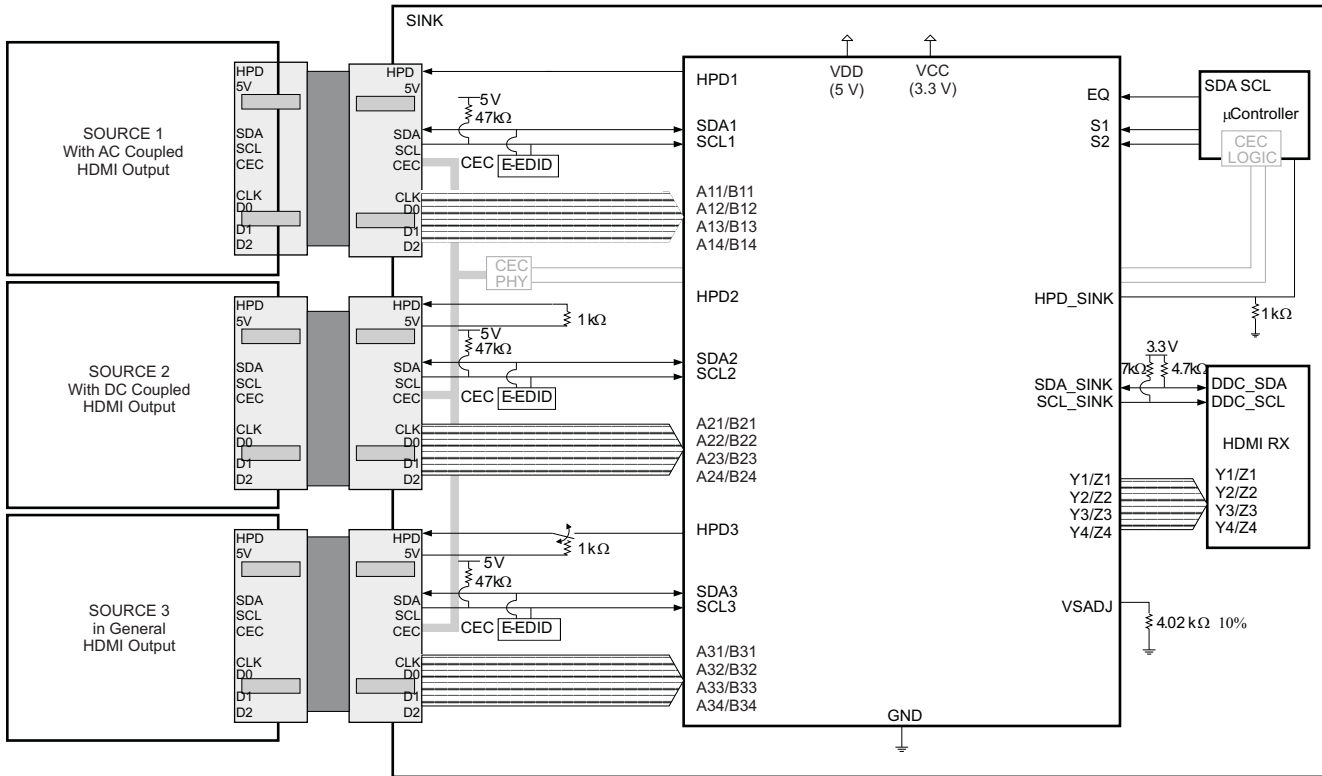 SINK
SOURCE 1
With AC Coupled
HDMI Output
HPD
5V
SDA
SCL
CEC
CLK
D0
D1
D2
HPD
5V
SDA
SCL
CEC
CLK
D0
D1
D2
5V
47kΩ
CEC
E-EDID
HPD1
SDA1
SCL1
A11/B11
A12/B12
A13/B13
A14/B14
CEC
PHY
SOURCE 2
With DC Coupled
HDMI Output
HPD
5V
SDA
SCL
CEC
CLK
D0
D1
D2
HPD
5V
SDA
SCL
CEC
CLK
D0
D1
D2
1kΩ
5V
47kΩ
CEC
E-EDID
HPD2
SDA2
SCL2
A21/B21
A22/B22
A23/B23
A24/B24
SOURCE 3
in General
HDMI Output
HPD
5V
SDA
SCL
CEC
CLK
D0
D1
D2
HPD
5V
SDA
SCL
CEC
CLK
D0
D1
D2
1kΩ
5V
47kΩ
CEC
E-EDID
HPD3
SDA3
SCL3
A31/B31
A32/B32
A33/B33
A34/B34
VDD
(5 V)
VCC
(3.3 V)
EQ
S1
S2
SDA SCL
µController
CEC
LOGIC
HPD_SINK
1kΩ
3.3V
7kΩ 4.7kΩ
SDA_SINK
SCL_SINK
DDC_SDA
DDC_SCL
HDMI RX
Y1/Z1
Y2/Z2
Y3/Z3
Y4/Z4
Y1/Z1
Y2/Z2
Y3/Z3
Y4/Z4
VSADJ
4.02 kΩ 10%
GND